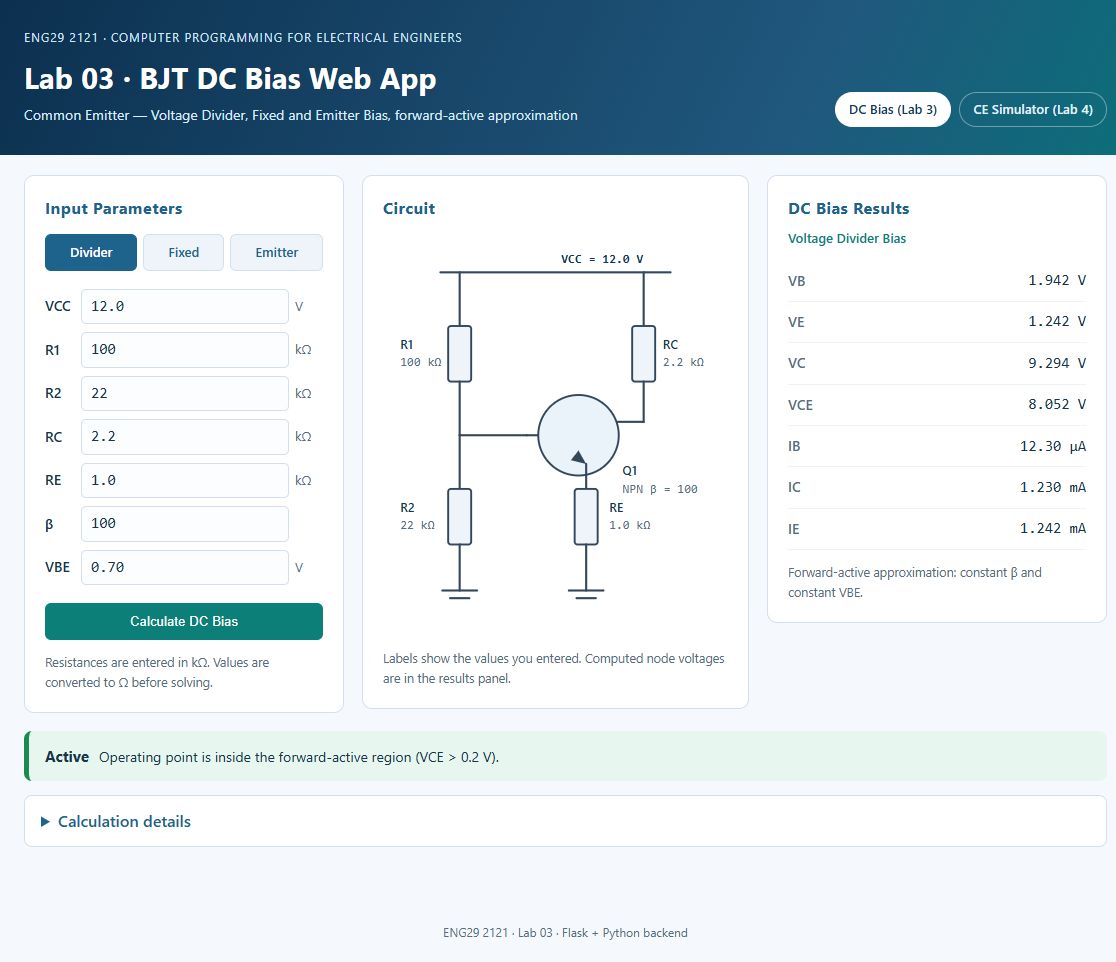 ENG29 2121 · COMPUTER PROGRAMMING FOR ELECTRICAL ENGINEERS
Lab 03 · BJT DC Bias Web App
Common Emitter — Voltage Divider, Fixed and Emitter Bias, forward-active approximation
DC Bias (Lab 3)
CE Simulator (Lab 4)
Input Parameters
Divider
Fixed
Emitter
VCC 12.0 V
R1 100 kΩ
R2 22 kΩ
RC 2.2 kΩ
RE 1.0 kΩ
β 100
VBE 0.70 V
Calculate DC Bias
Resistances are entered in kΩ. Values are
converted to Ω before solving.
Circuit
VCC = 12.0 V
R1
100 kΩ
RC
2.2 kΩ
Q1
NPN β = 100
R2
22 kΩ
RE
1.0 kΩ
Labels show the values you entered. Computed node voltages
are in the results panel.
DC Bias Results
Voltage Divider Bias
VB 1.942 V
VE 1.242 V
VC 9.294 V
VCE 8.052 V
IB 12.30 μA
IC 1.230 mA
IE 1.242 mA
Forward-active approximation: constant β and
constant VBE.
Active Operating point is inside the forward-active region (VCE > 0.2 V).
Calculation details
ENG29 2121 · Lab 03 · Flask + Python backend